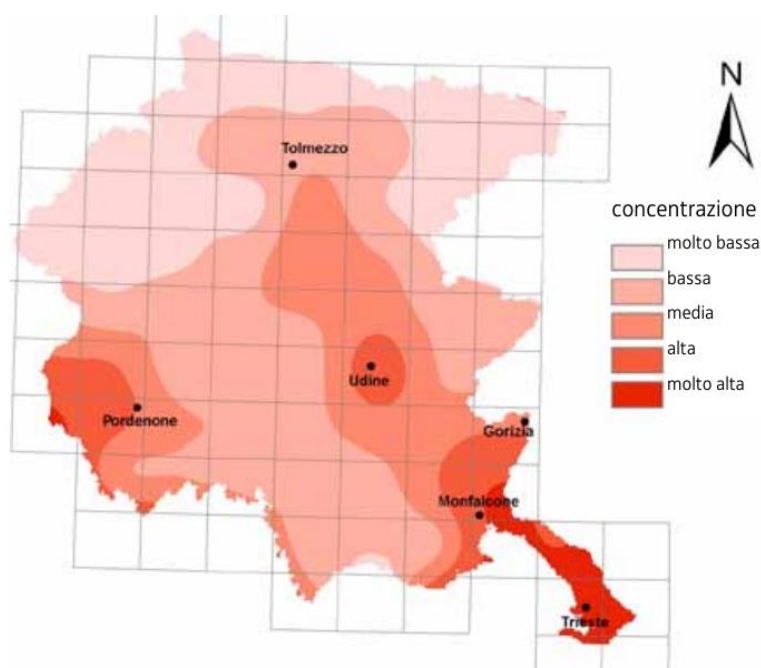 N
Tolmezzo
concentrazione
molto bassa
bassa
media
alta
molto alta
Udine
Pordenone
Gorizia
Monfalcone
Trieste